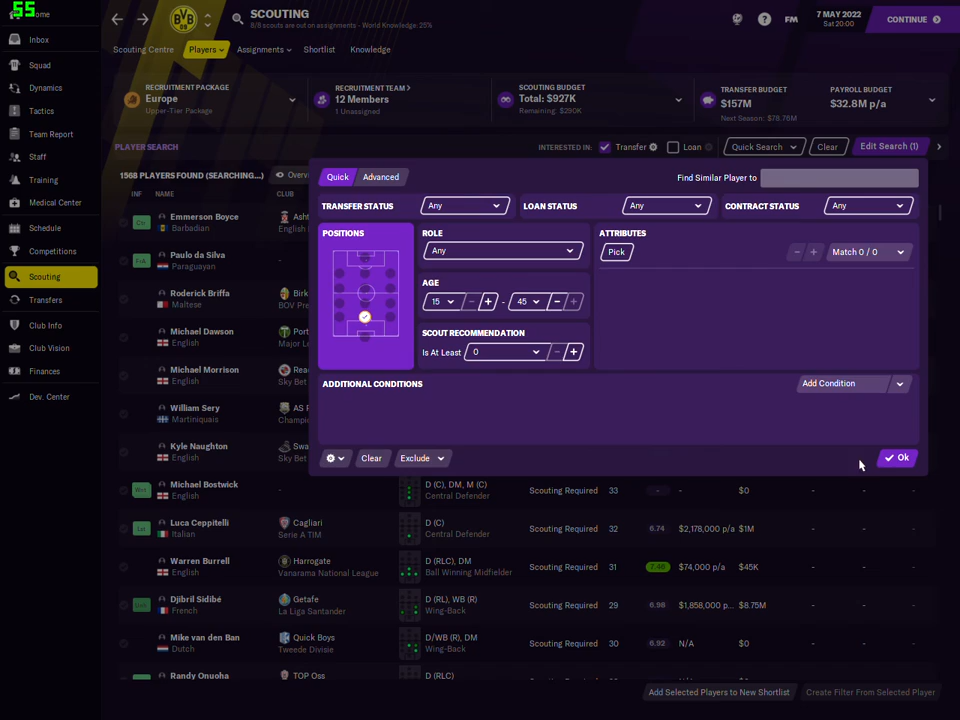 55
Home
BVB 09
SCOUTING
8/8 scouts are out on assignments - World Knowledge: 25%
FM
7 MAY 2022
Sat 20:00
CONTINUE
Inbox
Squad
Dynamics
Tactics
Team Report
Staff
Training
Medical Center
Schedule
Competitions
Scouting
Transfers
Club Info
Club Vision
Finances
Dev. Center
Scouting Centre
Players
Assignments
Shortlist
Knowledge
RECRUITMENT PACKAGE
Europe
Upper-Tier Package
RECRUITMENT TEAM
12 Members
1 Unassigned
SCOUTING BUDGET
Total: $927K
Remaining: $290K
TRANSFER BUDGET
$157M
Next Season: $78.78M
PAYROLL BUDGET
$32.8M p/a
PLAYER SEARCH
INTERESTED IN:
Transfer
Loan
Quick Search
Clear
Edit Search (1)
1568 PLAYERS FOUND (SEARCHING...)
INF
NAME
CLUB
Quick
Advanced
Find Similar Player to
TRANSFER STATUS
Any
LOAN STATUS
Any
CONTRACT STATUS
Any
POSITIONS
ROLE
Any
AGE
15
-
+
-
45
-
+
SCOUT RECOMMENDATION
Is At Least
0
-
+
ATTRIBUTES
Pick
-
+
Match 0 / 0
ADDITIONAL CONDITIONS
Add Condition
Clear
Exclude
Ok
Emmerson Boyce
Barbadian
Paulo da Silva
Paraguayan
-
Roderick Briffa
Maltese
Michael Dawson
English
Michael Morrison
English
William Sery
Martiniquais
Kyle Naughton
English
Michael Bostwick
English
-
D (C), DM, M (C)
Central Defender
Scouting Required
33
-
-
$0
-
-
-
Luca Ceppitelli
Italian
Cagliari
Serie A TIM
D (C)
Central Defender
Scouting Required
32
6.74
$2,178,000 p/a
$1M
-
-
-
Warren Burrell
English
Harrogate
Vanarama National League
D (RLC), DM
Ball Winning Midfielder
Scouting Required
31
7.46
$74,000 p/a
$45K
-
-
-
Djibril Sidibé
French
Getafe
La Liga Santander
D (RL), WB (R)
Wing-Back
Scouting Required
29
6.98
$1,858,000 p...
$8.75M
-
-
-
Mike van den Ban
Dutch
Quick Boys
Tweede Divisie
D/WB (R), DM
Wing-Back
Scouting Required
30
6.92
N/A
$0
-
-
-
Randy Onuoha
TOP Oss
D (RLC)
Add Selected Players to New Shortlist
Create Filter From Selected Player